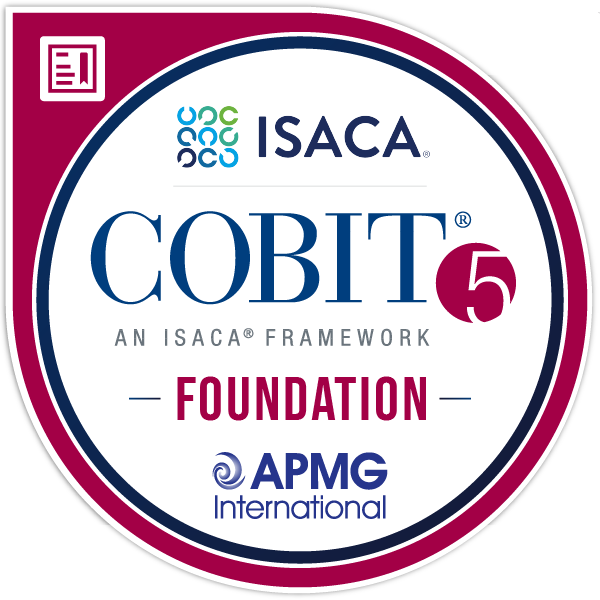 ISACA®
COBIT® 5
AN ISACA® FRAMEWORK
FOUNDATION
APMG
International